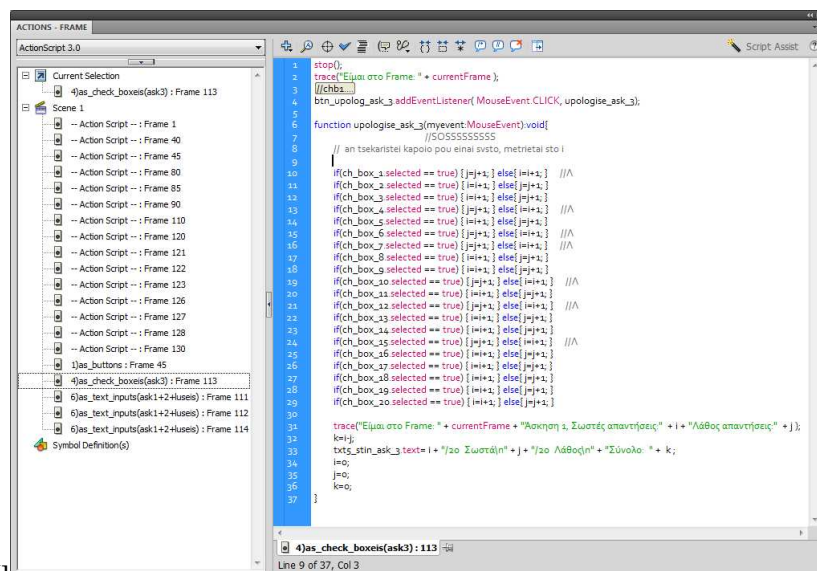 ACTIONS - FRAME
ActionScript 3.0
Script Assist
Current Selection
4)as_check_boxeis(ask3) : Frame 113
Scene 1
-- Action Script -- : Frame 1
-- Action Script -- : Frame 40
-- Action Script -- : Frame 45
-- Action Script -- : Frame 80
-- Action Script -- : Frame 85
-- Action Script -- : Frame 90
-- Action Script -- : Frame 110
-- Action Script -- : Frame 120
-- Action Script -- : Frame 121
-- Action Script -- : Frame 122
-- Action Script -- : Frame 123
-- Action Script -- : Frame 126
-- Action Script -- : Frame 127
-- Action Script -- : Frame 128
-- Action Script -- : Frame 130
1)as_buttons : Frame 45
4)as_check_boxeis(ask3) : Frame 113
6)as_text_inputs(ask1+2+luseis) : Frame 111
6)as_text_inputs(ask1+2+luseis) : Frame 112
6)as_text_inputs(ask1+2+luseis) : Frame 114
Symbol Definition(s)
1 stop();
2 trace("Είμαι στο Frame: " + currentFrame );
3 //chb1....
4 btn_upolog_ask_3.addEventListener( MouseEvent.CLICK, upologise_ask_3);
5
6 function upologise_ask_3(myevent:MouseEvent):void{
7 //SOSSSSSSSSS
8 // an tsekaristei kapoio pou einai svsto, metrietai sto i
9
10 if(ch_box_1.selected == true) { j=j+1; } else{ i=i+1; } //Λ
11 if(ch_box_2.selected == true) { i=i+1; } else{ j=j+1; }
12 if(ch_box_3.selected == true) { i=i+1; } else{ j=j+1; }
13 if(ch_box_4.selected == true) { j=j+1; } else{ i=i+1; } //Λ
14 if(ch_box_5.selected == true) { i=i+1; } else{ j=j+1; }
15 if(ch_box_6.selected == true) { j=j+1; } else{ i=i+1; } //Λ
16 if(ch_box_7.selected == true) { j=j+1; } else{ i=i+1; } //Λ
17 if(ch_box_8.selected == true) { i=i+1; } else{ j=j+1; }
18 if(ch_box_9.selected == true) { i=i+1; } else{ j=j+1; }
19 if(ch_box_10.selected == true) { j=j+1; } else{ i=i+1; } //Λ
20 if(ch_box_11.selected == true) { i=i+1; } else{ j=j+1; }
21 if(ch_box_12.selected == true) { j=j+1; } else{ i=i+1; } //Λ
22 if(ch_box_13.selected == true) { i=i+1; } else{ j=j+1; }
23 if(ch_box_14.selected == true) { i=i+1; } else{ j=j+1; }
24 if(ch_box_15.selected == true) { j=j+1; } else{ i=i+1; } //Λ
25 if(ch_box_16.selected == true) { i=i+1; } else{ j=j+1; }
26 if(ch_box_17.selected == true) { i=i+1; } else{ j=j+1; }
27 if(ch_box_18.selected == true) { i=i+1; } else{ j=j+1; }
28 if(ch_box_19.selected == true) { i=i+1; } else{ j=j+1; }
29 if(ch_box_20.selected == true) { i=i+1; } else{ j=j+1; }
30
31 trace("Είμαι στο Frame: " + currentFrame + "Άσκηση 1, Σωστές απαντήσεις:" + i + "Λάθος απαντήσεις:" + j );
32 k=i-j;
33 txt5_stin_ask_3.text= i + "/20 Σωστά\n" + j + "/20 Λάθος\n" + "Σύνολο: " + k ;
34 i=0;
35 j=0;
36 k=0;
37 }
4)as_check_boxeis(ask3) : 113
Line 9 of 37, Col 3